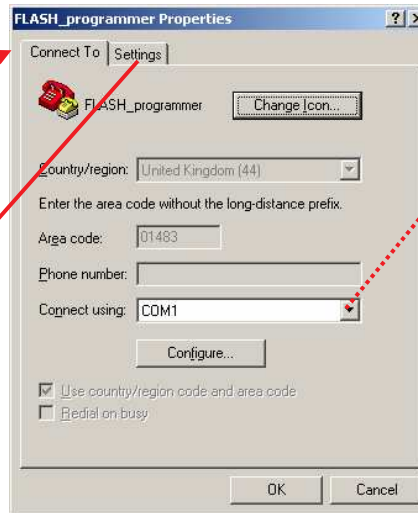 FLASH_programmer Properties
Connect To Settings
FLASH_programmer Change Icon...
Country/region: United Kingdom (44)
Enter the area code without the long-distance prefix.
Area code: 01483
Phone number:
Connect using: COM1
Configure...
Use country/region code and area code
Redial on busy
OK Cancel